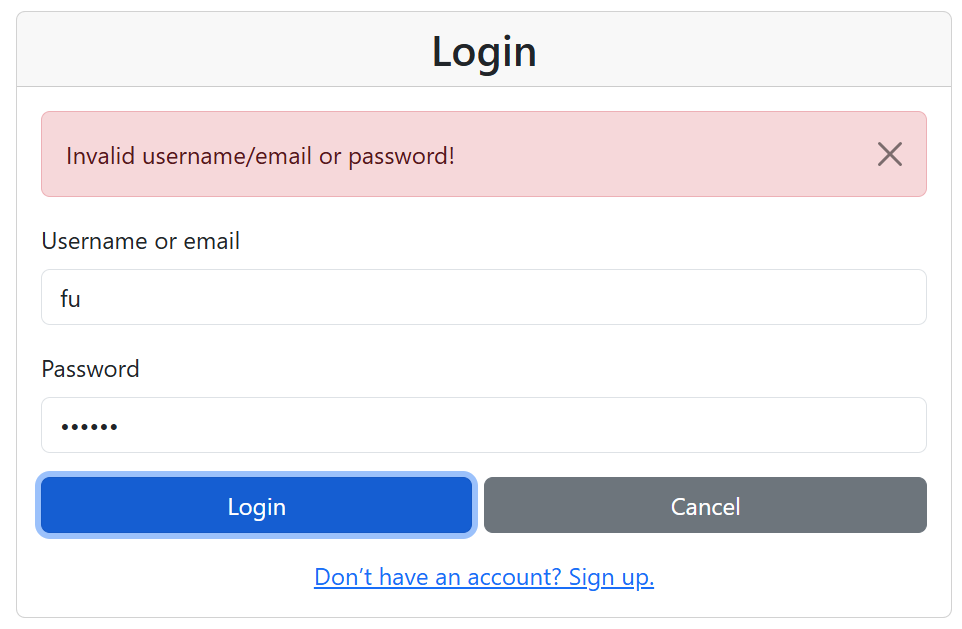 Login
Invalid username/email or password!
Username or email
fu
Password
••••••
Login
Cancel
Don’t have an account? Sign up.